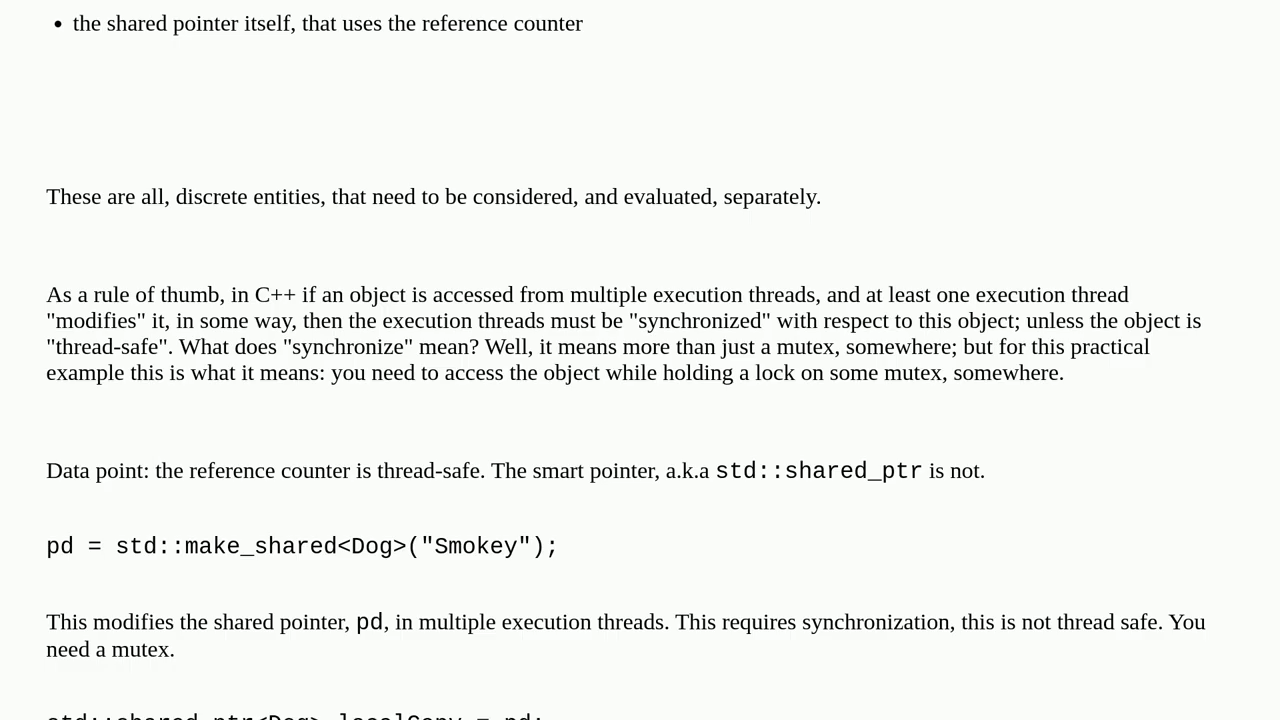 • the shared pointer itself, that uses the reference counter
These are all, discrete entities, that need to be considered, and evaluated, separately.
As a rule of thumb, in C++ if an object is accessed from multiple execution threads, and at least one execution thread
"modifies" it, in some way, then the execution threads must be "synchronized" with respect to this object; unless the object is
"thread-safe". What does "synchronize" mean? Well, it means more than just a mutex, somewhere; but for this practical
example this is what it means: you need to access the object while holding a lock on some mutex, somewhere.
Data point: the reference counter is thread-safe. The smart pointer, a.k.a std::shared_ptr is not.
pd = std::make_shared<Dog>("Smokey");
This modifies the shared pointer, pd, in multiple execution threads. This requires synchronization, this is not thread safe. You
need a mutex.
std::shared_ptr<Dog> localCopy = pd;